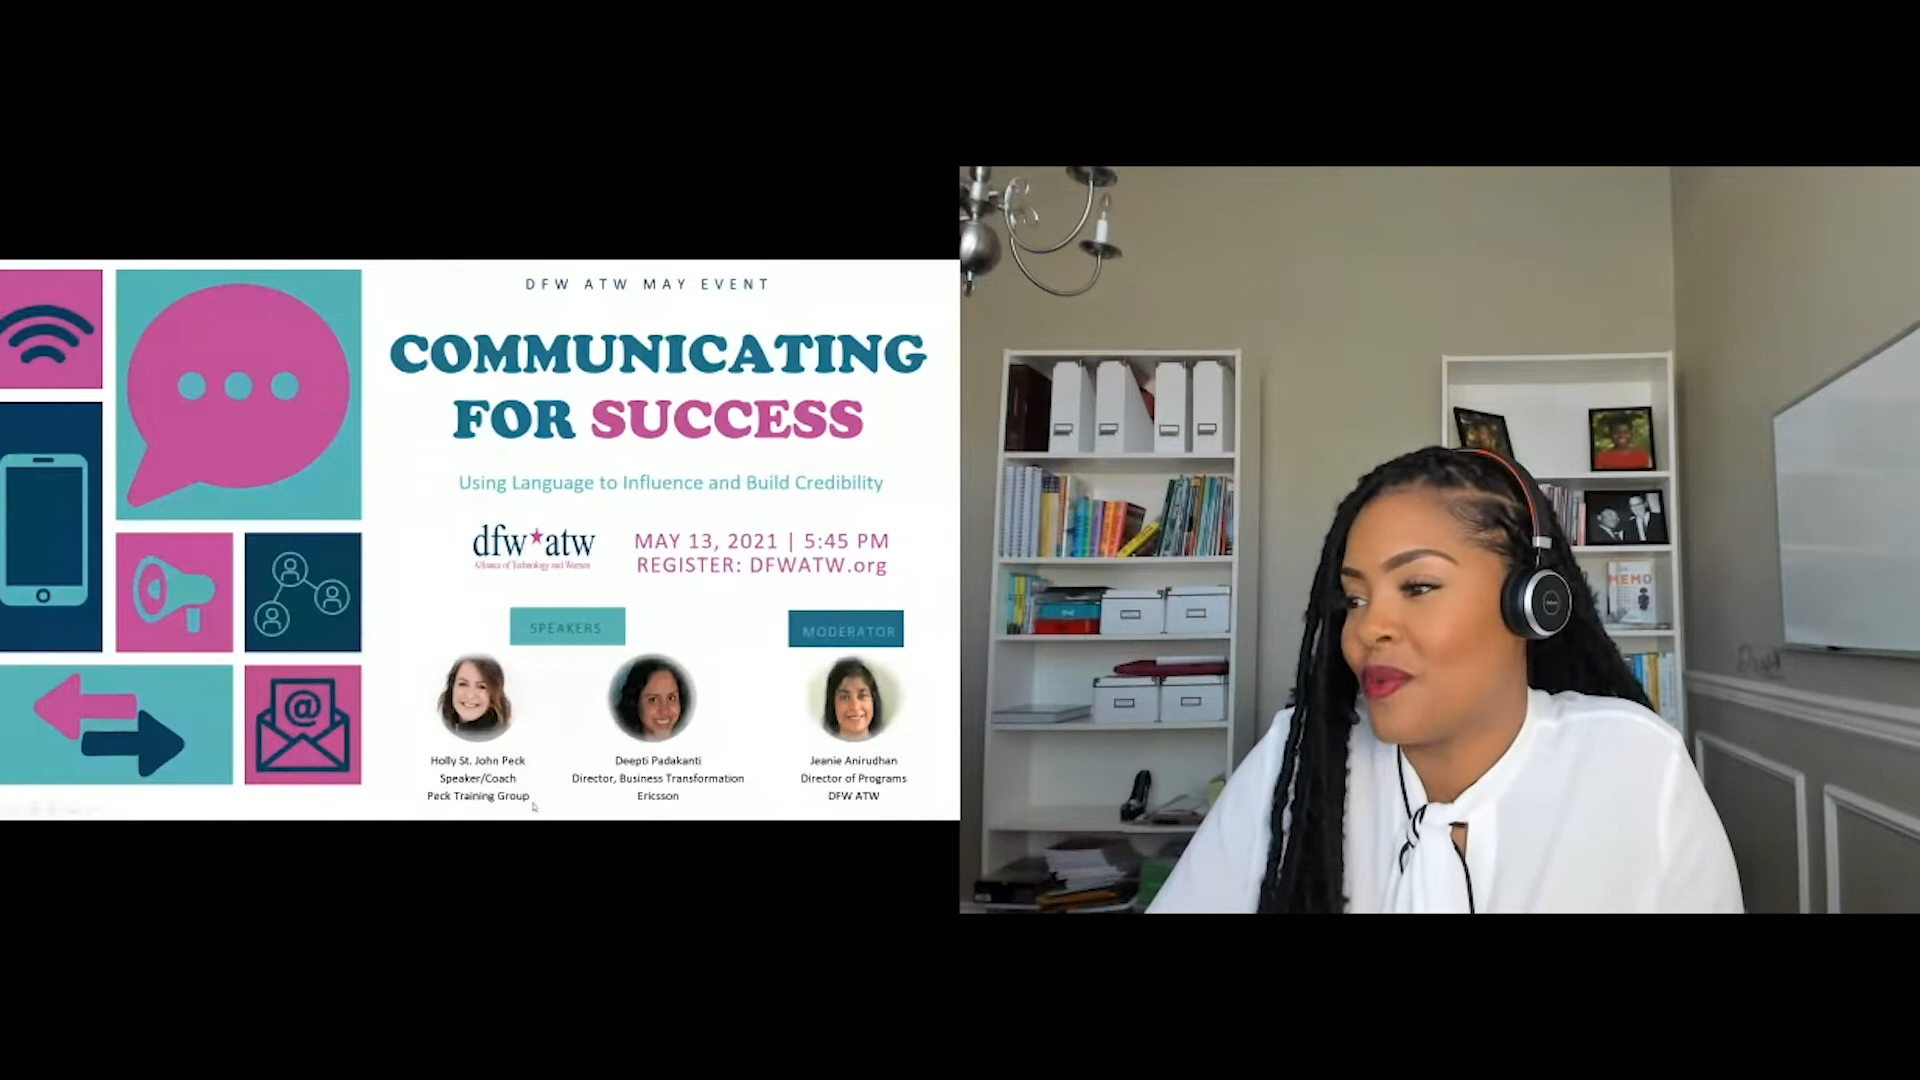 DFW ATW MAY EVENT
COMMUNICATING
FOR SUCCESS
Using Language to Influence and Build Credibility
dfw★atw
Alliance of Technology and Women
MAY 13, 2021 | 5:45 PM
REGISTER: DFWATW.org
SPEAKERS
MODERATOR
Holly St. John Peck
Speaker/Coach
Peck Training Group
Deepti Padakanti
Director, Business Transformation
Ericsson
Jeanie Anirudhan
Director of Programs
DFW ATW
@
MEMO